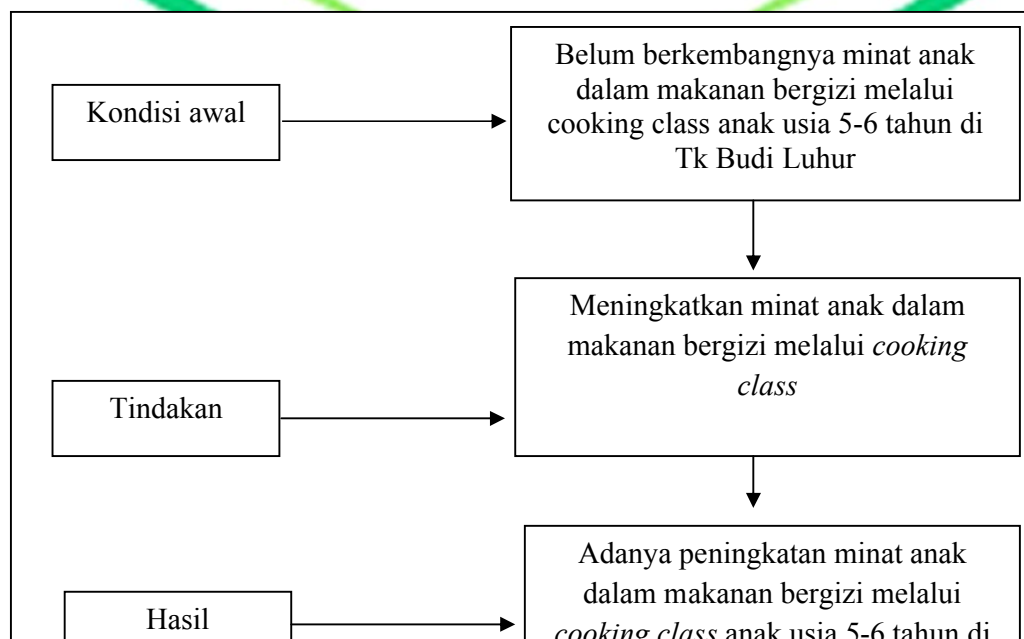 Kondisi awal
Belum berkembangnya minat anak
dalam makanan bergizi melalui
cooking class anak usia 5-6 tahun di
Tk Budi Luhur
Tindakan
Meningkatkan minat anak dalam
makanan bergizi melalui cooking
class
Hasil
Adanya peningkatan minat anak
dalam makanan bergizi melalui
cooking class anak usia 5-6 tahun di